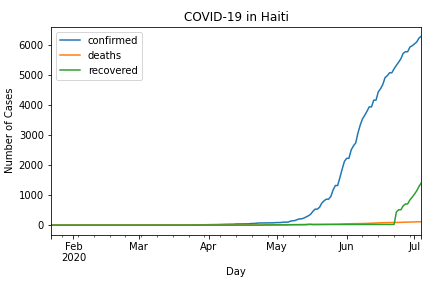 COVID-19 in Haiti
confirmed
deaths
recovered
Number of Cases
6000
5000
4000
3000
2000
1000
0
Feb Mar Apr May Jun Jul
2020
Day